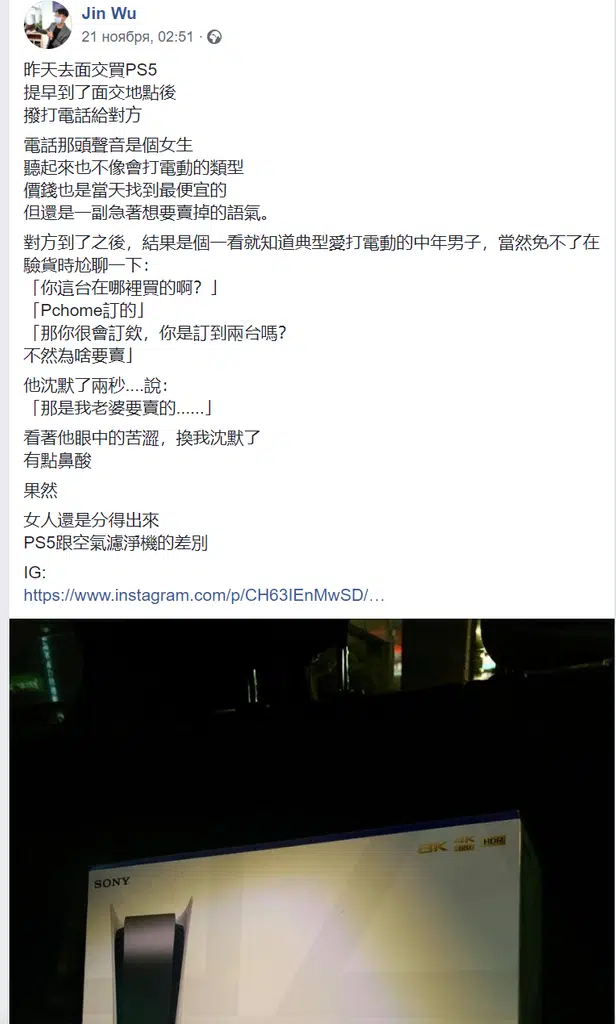 Jin Wu
21 ноября, 02:51 ·
昨天去面交買PS5
提早到了面交地點後
撥打電話給對方
電話那頭聲音是個女生
聽起來也不像會打電動的類型
價錢也是當天找到最便宜的
但還是一副急著想要賣掉的語氣。
對方到了之後，結果是個一看就知道典型愛打電動的中年男子，當然免不了在
驗貨時尬聊一下：
「你這台在哪裡買的啊？」
「Pchome訂的」
「那你很會訂欸，你是訂到兩台嗎？
不然為啥要賣」
他沈默了兩秒....說：
「那是我老婆要賣的......」
看著他眼中的苦澀，換我沈默了
有點鼻酸
果然
女人還是分得出來
PS5跟空氣濾淨機的差別
IG:
https://www.instagram.com/p/CH63IEnMwSD/…
8K 4K HDR
SONY